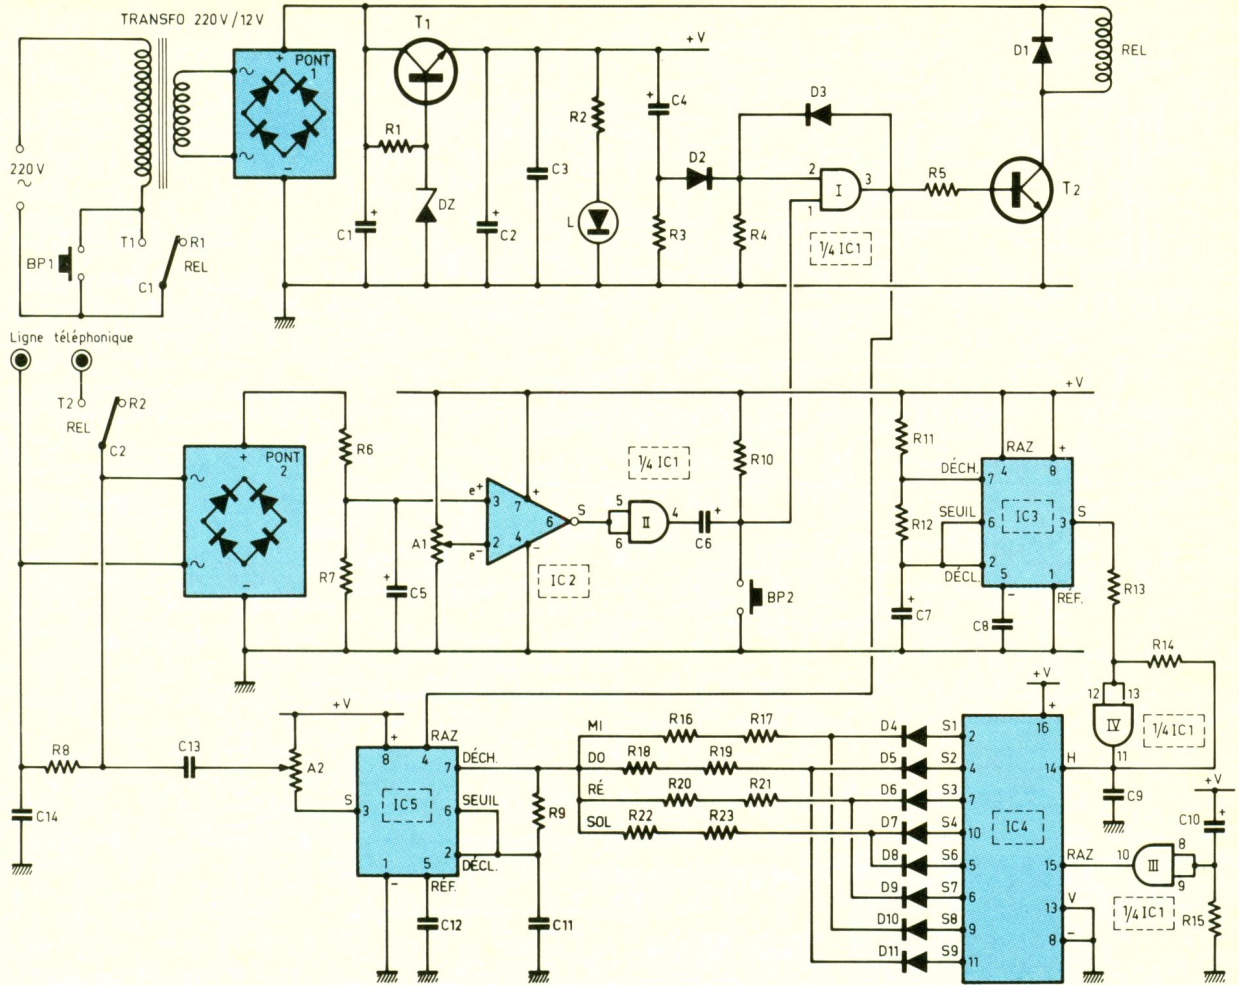 TRANSFO 220V/12V
T1
+V
D1
REL
+
PONT 1
~
~
-
220V
~
R1
DZ
C1
+
C2
+
C3
R2
L
+
C4
D2
D3
R3
R4
2
I
3
1
1/4 IC1
R5
T2
BP1
T1
R1
REL
C1
Ligne téléphonique
T2
R2
REL
C2
+
PONT 2
~
~
-
R6
R7
+
C5
A1
e+
e-
3
2
7
+
4
-
6
S
IC2
1/4 IC1
5
6
II
4
+
C6
R10
BP2
+V
R11
R12
+
C7
DÉCH.
7
SEUIL
6
2
DÉCL.
RAZ
4
+
8
IC3
3
S
5
-
1
RÉF.
C8
R13
R14
12
13
IV
11
1/4 IC1
C9
+V
C10
+
8
9
III
10
1/4 IC1
R15
R8
C14
C13
A2
+V
+
8
4
RAZ
S
3
IC5
7
DÉCH.
SEUIL
6
2
DÉCL.
1
-
5
RÉF.
C12
R9
C11
MI
R16
R17
DO
R18
R19
RÉ
R20
R21
SOL
R22
R23
D4
S1
2
D5
S2
4
D6
S3
7
D7
S4
10
D8
S6
5
D9
S7
6
D10
S8
9
D11
S9
11
+V
+
16
IC4
H
14
RAZ
15
V
13
-
8